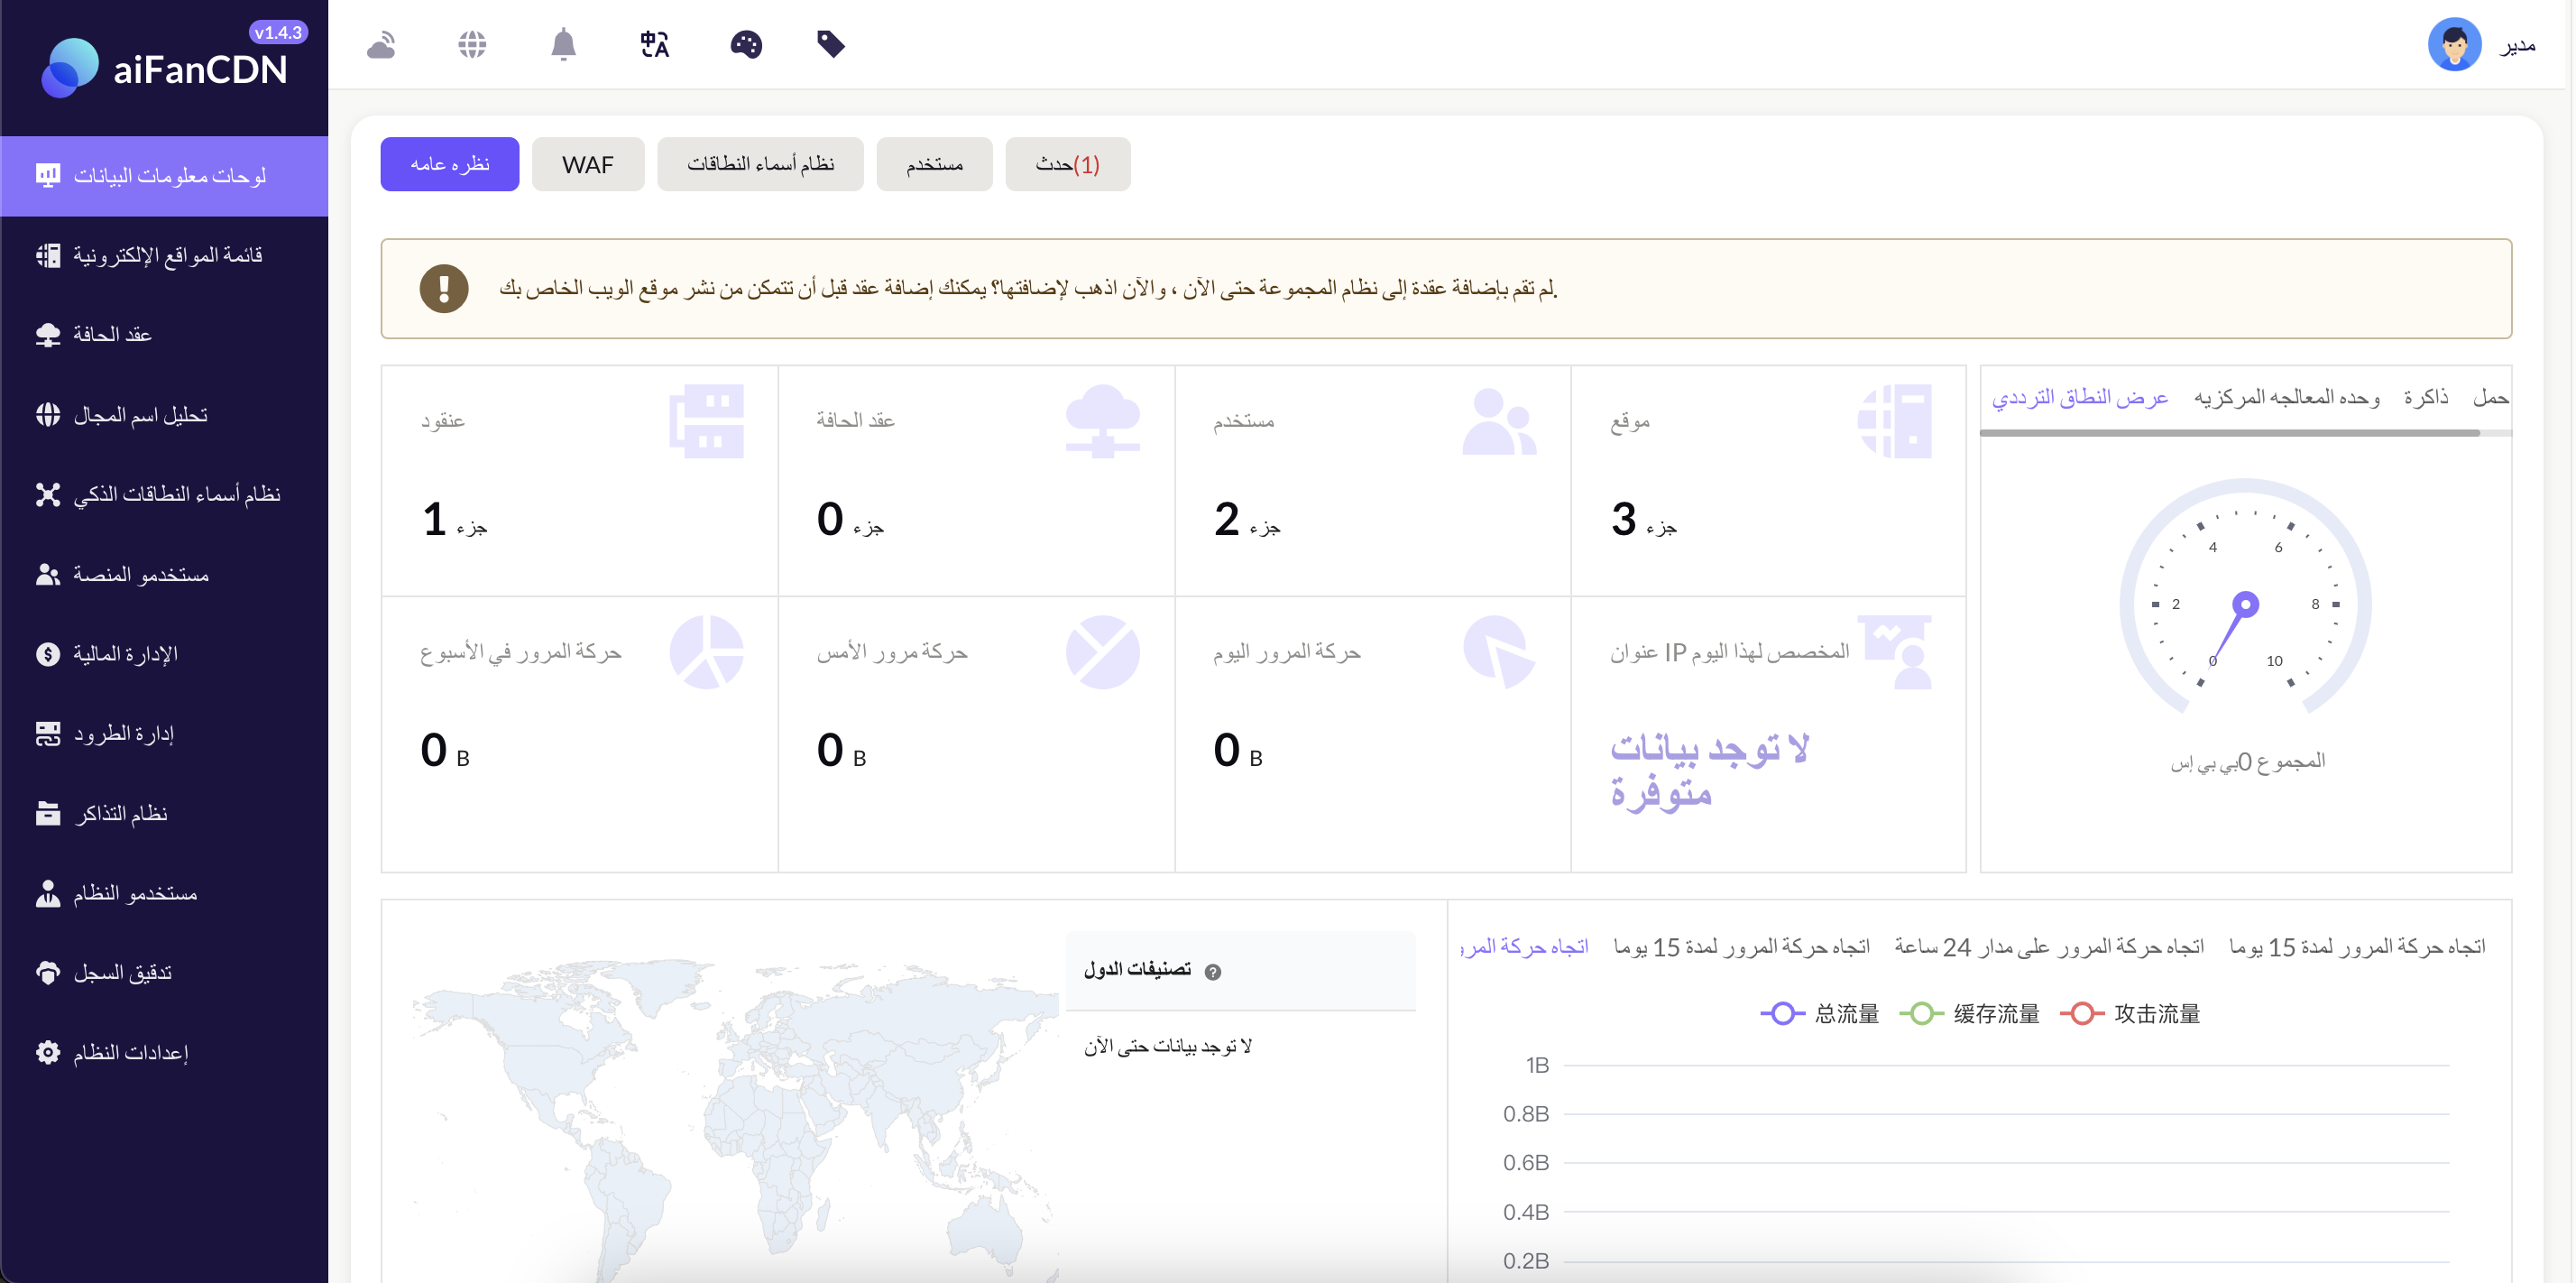 v1.4.3
aiFanCDN
لوحات معلومات البيانات
قائمة المواقع الإلكترونية
عقد الحافة
تحليل اسم المجال
نظام أسماء النطاقات الذكي
مستخدمو المنصة
الإدارة المالية
إدارة الطرود
نظام التذاكر
مستخدمو النظام
تدقيق السجل
إعدادات النظام
مدير
نظره عامه
WAF
نظام أسماء النطاقات
مستخدم
حدث(1)
لم تقم بإضافة عقدة إلى نظام المجموعة حتى الآن ، والآن اذهب لإضافتها؟ يمكنك إضافة عقد قبل أن تتمكن من نشر موقع الويب الخاص بك.
عنقود
1 جزء
عقد الحافة
0 جزء
مستخدم
2 جزء
موقع
3 جزء
حركة المرور في الأسبوع
0 B
حركة مرور الأمس
0 B
حركة المرور اليوم
0 B
المخصص لهذا اليوم IP عنوان
لا توجد بيانات
متوفرة
عرض النطاق الترددي
وحده المعالجه المركزيه
ذاكرة
حمل
0
2
4
6
8
10
المجموع 0بي بي إس
تصنيفات الدول
?
لا توجد بيانات حتى الآن
اتجاه حركة المرور
اتجاه حركة المرور لمدة 15 يوما
اتجاه حركة المرور على مدار 24 ساعة
اتجاه حركة المرور لمدة 15 يوما
总流量
缓存流量
攻击流量
1B
0.8B
0.6B
0.4B
0.2B